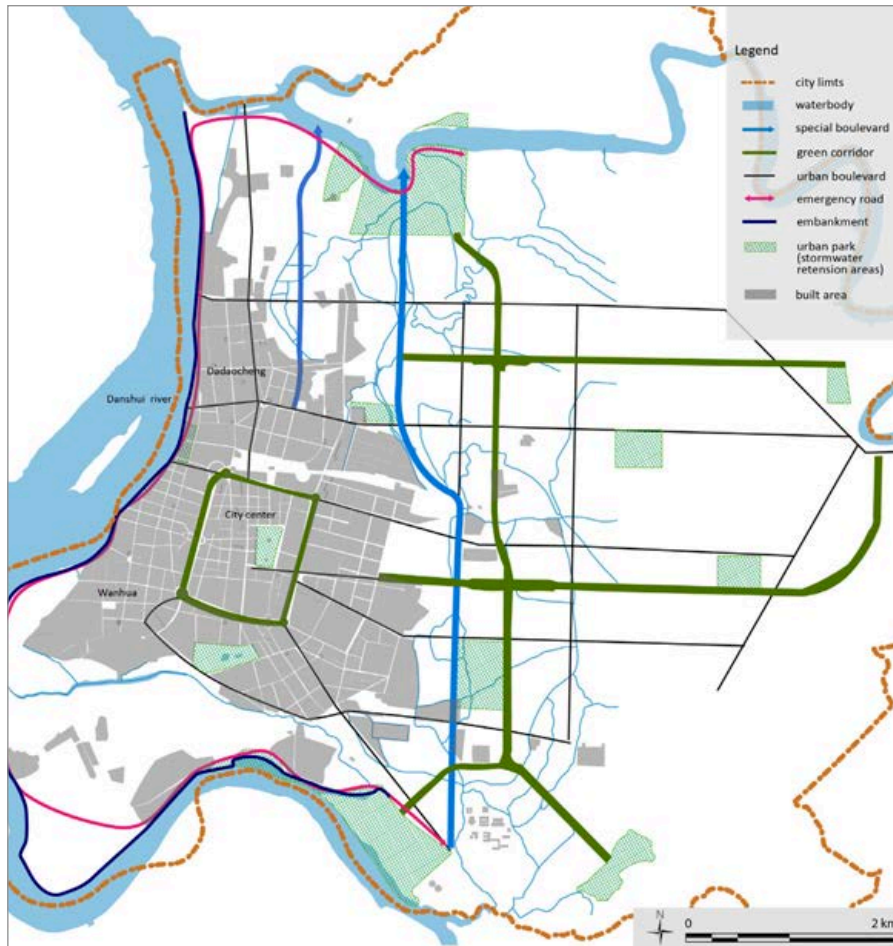 Legend
city limts
waterbody
special boulevard
green corridor
urban boulevard
emergency road
embankment
urban park
(stormwater
retension areas)
built area
Dadaocheng
Danshui river
City center
Wanhua
N
0
2 km